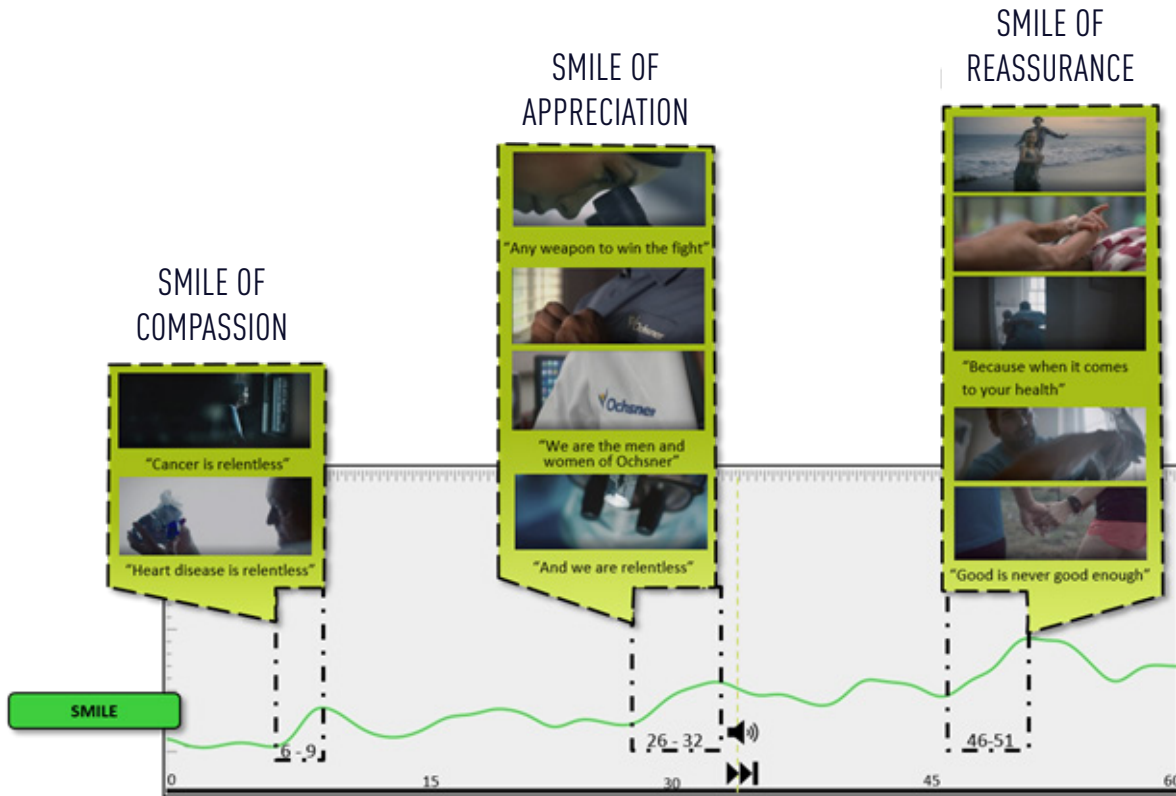 SMILE OF
COMPASSION
"Cancer is relentless"
"Heart disease is relentless"
SMILE OF
APPRECIATION
"Any weapon to win the fight"
Ochsner
Ochsner
"We are the men and
women of Ochsner"
"And we are relentless"
SMILE OF
REASSURANCE
"Because when it comes
to your health"
"Good is never good enough"
SMILE
6 - 9
26 - 32
46-51
0
15
30
45
60